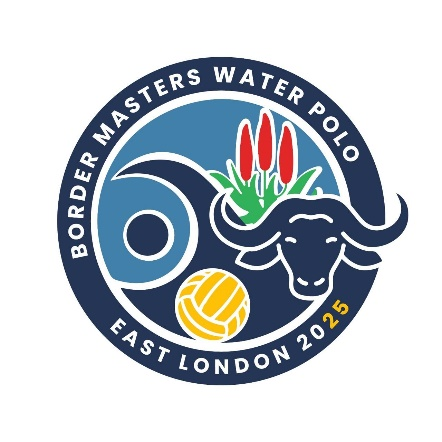 BORDER MASTERS WATER POLO
EAST LONDON 2025